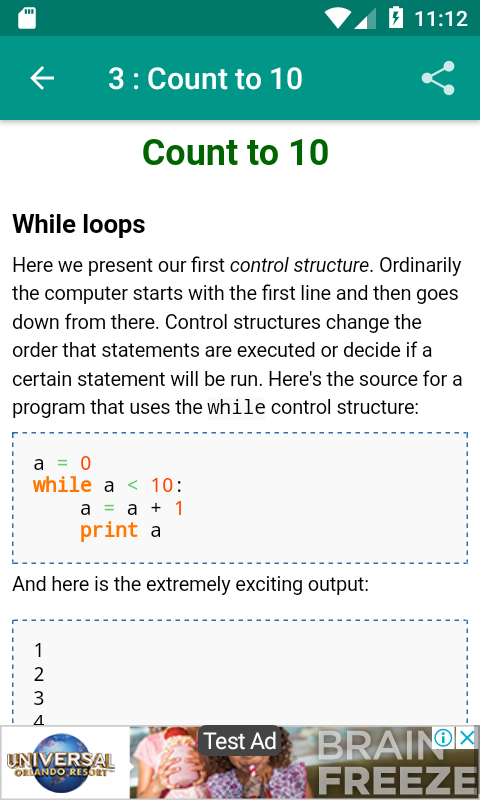 11:12
3 : Count to 10
Count to 10
While loops
Here we present our first control structure. Ordinarily
the computer starts with the first line and then goes
down from there. Control structures change the
order that statements are executed or decide if a
certain statement will be run. Here's the source for a
program that uses the while control structure:
a = 0
while a < 10:
    a = a + 1
    print a
And here is the extremely exciting output:
1
2
3
4
Test Ad
UNIVERSAL
ORLANDO RESORT
BRAIN
FREEZE